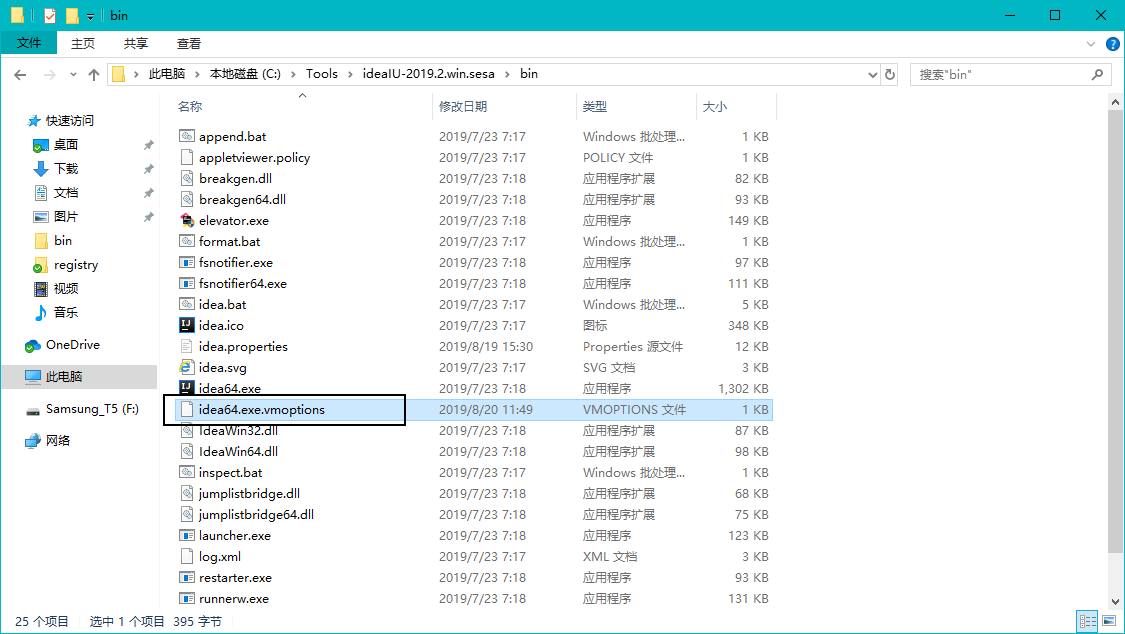 bin
文件 主页 共享 查看
此电脑 本地磁盘 (C:) Tools ideaIU-2019.2.win.sesa bin 搜索"bin"
快速访问
桌面
下载
文档
图片
bin
registry
视频
音乐
OneDrive
此电脑
Samsung_T5 (F:)
网络
名称 修改日期 类型 大小
append.bat 2019/7/23 7:17 Windows 批处理... 1 KB
appletviewer.policy 2019/7/23 7:17 POLICY 文件 1 KB
breakgen.dll 2019/7/23 7:18 应用程序扩展 82 KB
breakgen64.dll 2019/7/23 7:18 应用程序扩展 93 KB
elevator.exe 2019/7/23 7:18 应用程序 149 KB
format.bat 2019/7/23 7:17 Windows 批处理... 1 KB
fsnotifier.exe 2019/7/23 7:18 应用程序 97 KB
fsnotifier64.exe 2019/7/23 7:18 应用程序 111 KB
idea.bat 2019/7/23 7:17 Windows 批处理... 5 KB
idea.ico 2019/7/23 7:17 图标 348 KB
idea.properties 2019/8/19 15:30 Properties 源文件 12 KB
idea.svg 2019/7/23 7:17 SVG 文档 3 KB
idea64.exe 2019/7/23 7:18 应用程序 1,302 KB
idea64.exe.vmoptions 2019/8/20 11:49 VMOPTIONS 文件 1 KB
IdeaWin32.dll 2019/7/23 7:18 应用程序扩展 87 KB
IdeaWin64.dll 2019/7/23 7:18 应用程序扩展 98 KB
inspect.bat 2019/7/23 7:17 Windows 批处理... 1 KB
jumplistbridge.dll 2019/7/23 7:18 应用程序扩展 68 KB
jumplistbridge64.dll 2019/7/23 7:18 应用程序扩展 75 KB
launcher.exe 2019/7/23 7:18 应用程序 123 KB
log.xml 2019/7/23 7:17 XML 文档 3 KB
restarter.exe 2019/7/23 7:18 应用程序 93 KB
runnerw.exe 2019/7/23 7:18 应用程序 131 KB
25 个项目 选中 1 个项目 395 字节